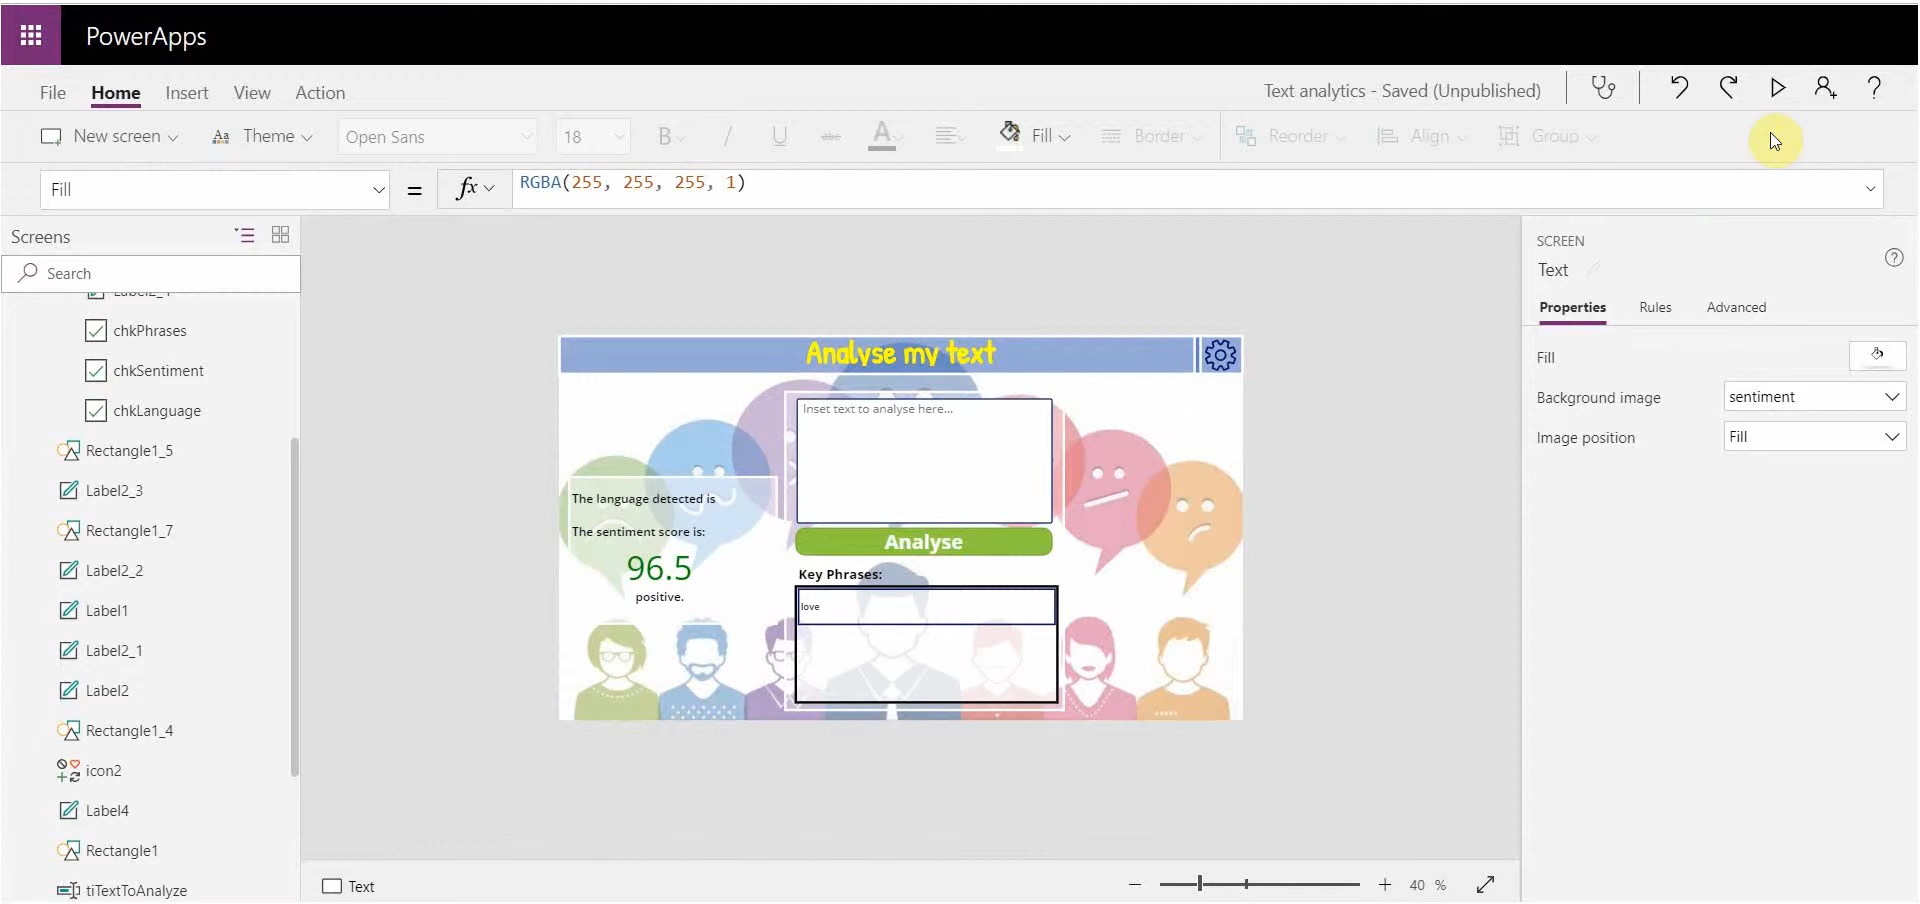 PowerApps
File Home Insert View Action
Text analytics - Saved (Unpublished)
New screen Theme Open Sans 18 B / U abc A Fill Border Reorder Align Group
Fill = fx RGBA(255, 255, 255, 1)
Screens
Search
Label2_
chkPhrases
chkSentiment
chkLanguage
Rectangle1_5
Label2_3
Rectangle1_7
Label2_2
Label1
Label2_1
Label2
Rectangle1_4
icon2
Label4
Rectangle1
tiTextToAnalyze
Analyse my text
Inset text to analyse here...
The language detected is
The sentiment score is:
96.5
positive.
Analyse
Key Phrases:
love
Text
40 %
SCREEN
Text
Properties Rules Advanced
Fill
Background image sentiment
Image position Fill